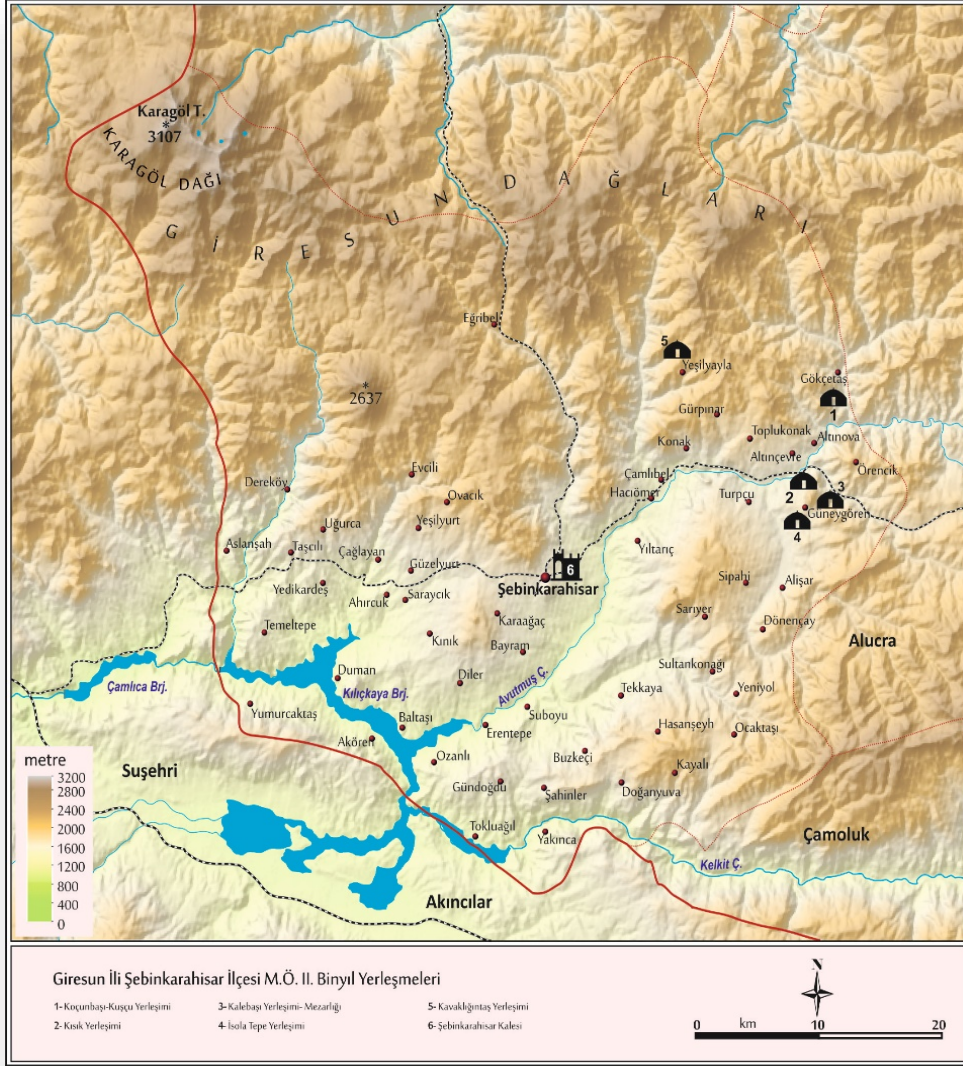 Karagöl T.
3107
KARAGÖL DAĞI
GİRESUN DAĞLARI
Eğribel
5
Yeşilyayla
Gökçetaş
1
2637
Gürpınar
Toplukonak
Altınova
Konak
Altınçevre
Örencik
Evcili
Çamlıbel
Dereköy
Hacıömer
2
3
Ovacık
Turpçu
Güneygören
4
Uğurca
Yeşilyurt
Aslanşah
Taşcılı
Çağlayan
Yıltarıç
Güzelyurt
6
Yedikardeş
Şebinkarahisar
Sipahi
Alişar
Ahırcuk
Saraycık
Karaağaç
Sarıyer
Temeltepe
Kınık
Dönençay
Alucra
Bayram
Sultankonağı
Duman
Diler
Çamlıca Brj.
Kılıçkaya Brj.
Avutmuş Ç.
Tekkaya
Yeniyol
Yumurcaktaş
Suboyu
Baltaşı
Erentepe
Hasanşeyh
Ocaktaşı
Akören
Ozanlı
Buzkeçi
metre
Suşehri
Kayalı
3200
2800
2400
2000
1600
1200
800
400
0
Gündoğdu
Şahinler
Doğanyuva
Tokluağıl
Yakınca
Çamoluk
Kelkit Ç.
Akıncılar
Giresun İli Şebinkarahisar İlçesi M.Ö. II. Binyıl Yerleşmeleri
1- Koçunbaşı-Kuşçu Yerleşimi
3- Kalebaşı Yerleşimi- Mezarlığı
5- Kavaklığıntaş Yerleşimi
2- Kısık Yerleşimi
4- İsola Tepe Yerleşimi
6- Şebinkarahisar Kalesi
N
0 km 10 20